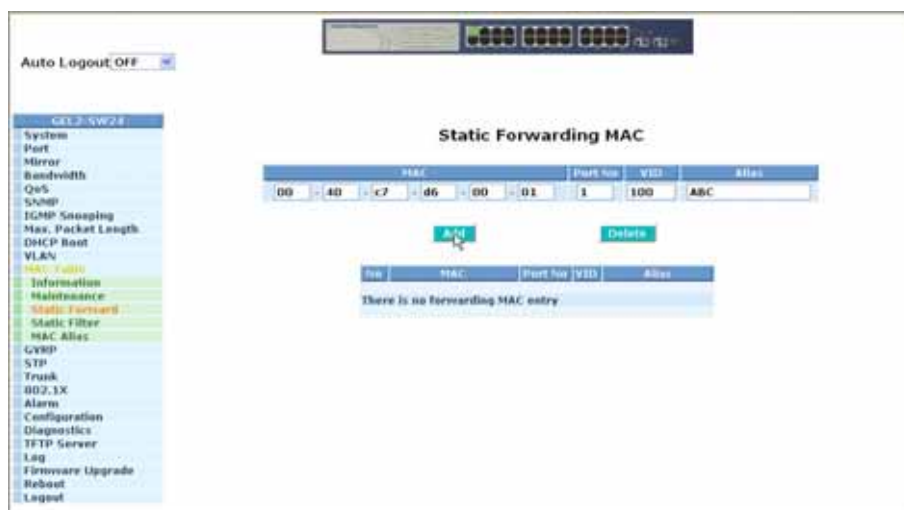 Auto Logout OFF
GEL2-SW24
System
Port
Mirror
Bandwidth
QoS
SNMP
IGMP Snooping
Max. Packet Length
DHCP Boot
VLAN
MAC Table
Information
Maintenance
Static Forward
Static Filter
MAC Alias
GVRP
STP
Trunk
802.1X
Alarm
Configuration
Diagnostics
TFTP Server
Log
Firmware Upgrade
Reboot
Logout
Static Forwarding MAC
MAC Port No VID Alias
00 - 40 - c7 - d6 - 00 - 01 1 100 ABC
Add Delete
No MAC Port No VID Alias
There is no forwarding MAC entry